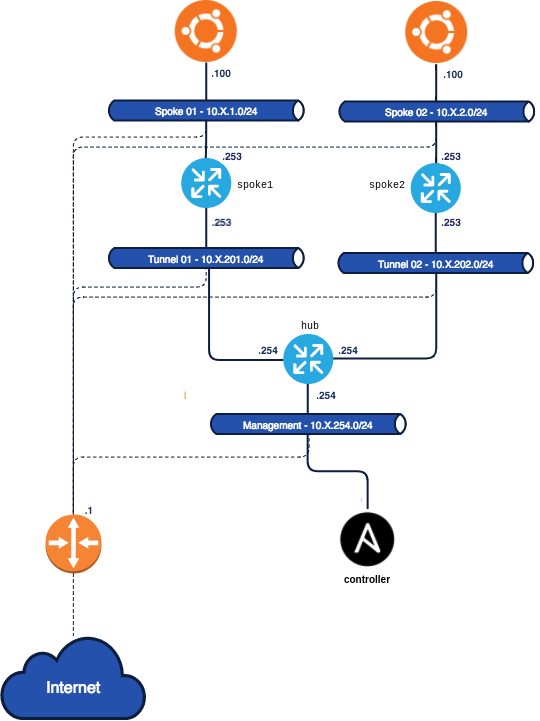 .100
.100
Spoke 01 - 10.X.1.0/24
Spoke 02 - 10.X.2.0/24
.253
.253
spoke1
spoke2
.253
.253
Tunnel 01 - 10.X.201.0/24
Tunnel 02 - 10.X.202.0/24
hub
.254
.254
.254
Management - 10.X.254.0/24
.1
controller
Internet